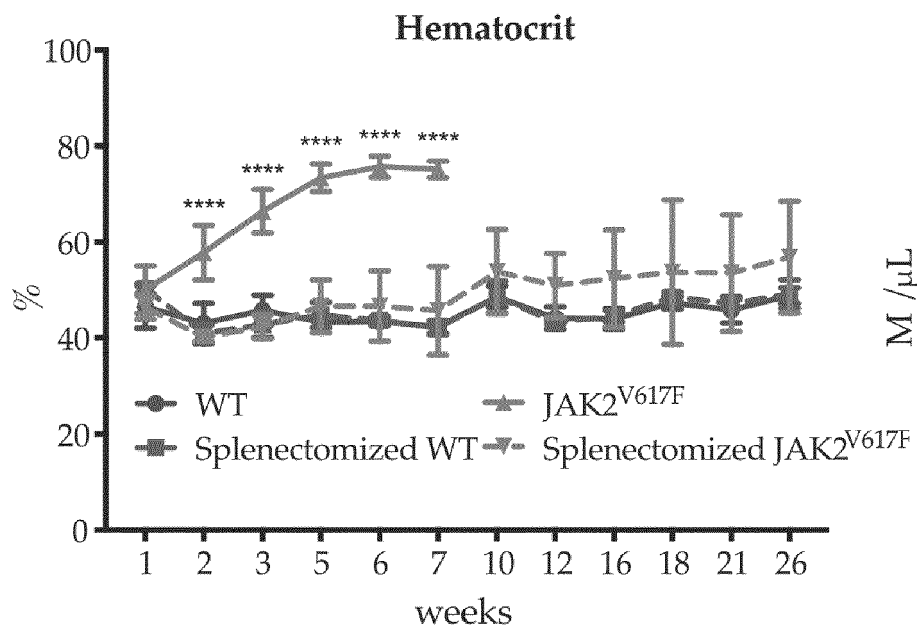 Hematocrit
100
80
60
40
20
0
%
****
****
****
****
****
WT
JAK2V617F
Splenectomized WT
Splenectomized JAK2V617F
1 2 3 5 6 7 10 12 16 18 21 26
weeks
M /µL